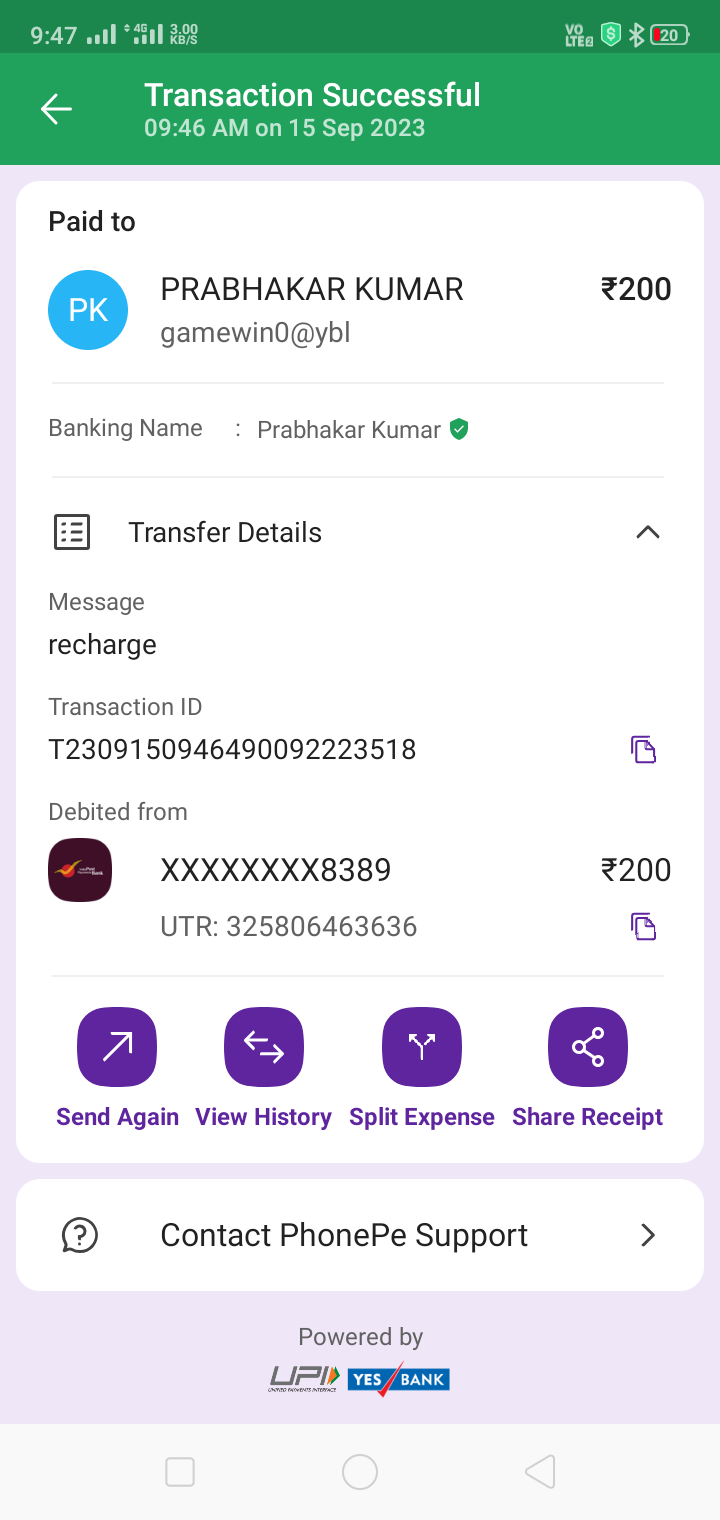 9:47 4G 3.00 KB/S VO LTE2 20
Transaction Successful
09:46 AM on 15 Sep 2023
Paid to
PK PRABHAKAR KUMAR ₹200
gamewin0@ybl
Banking Name : Prabhakar Kumar
Transfer Details
Message
recharge
Transaction ID
T2309150946490092223518
Debited from
XXXXXXXX8389 ₹200
UTR: 325806463636
Send Again View History Split Expense Share Receipt
Contact PhonePe Support
Powered by
UPI YES BANK
UNIFIED PAYMENTS INTERFACE